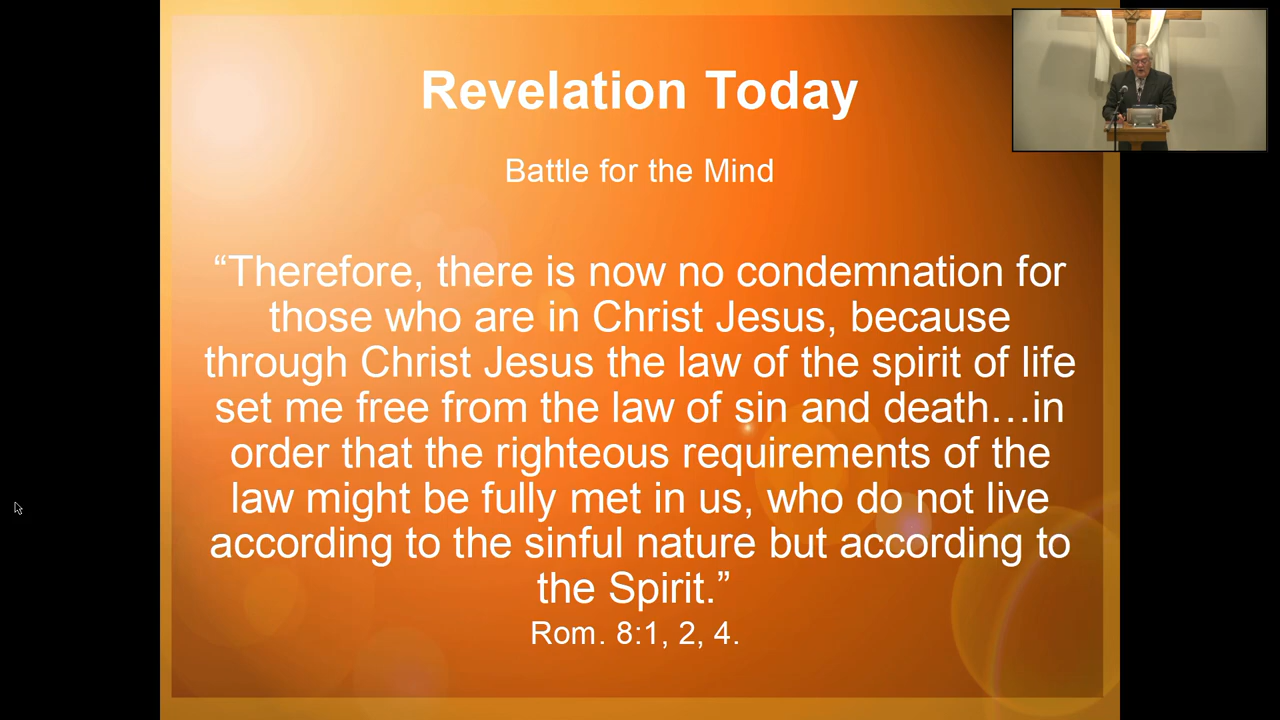 Revelation Today
Battle for the Mind
“Therefore, there is now no condemnation for
those who are in Christ Jesus, because
through Christ Jesus the law of the spirit of life
set me free from the law of sin and death…in
order that the righteous requirements of the
law might be fully met in us, who do not live
according to the sinful nature but according to
the Spirit.”
Rom. 8:1, 2, 4.